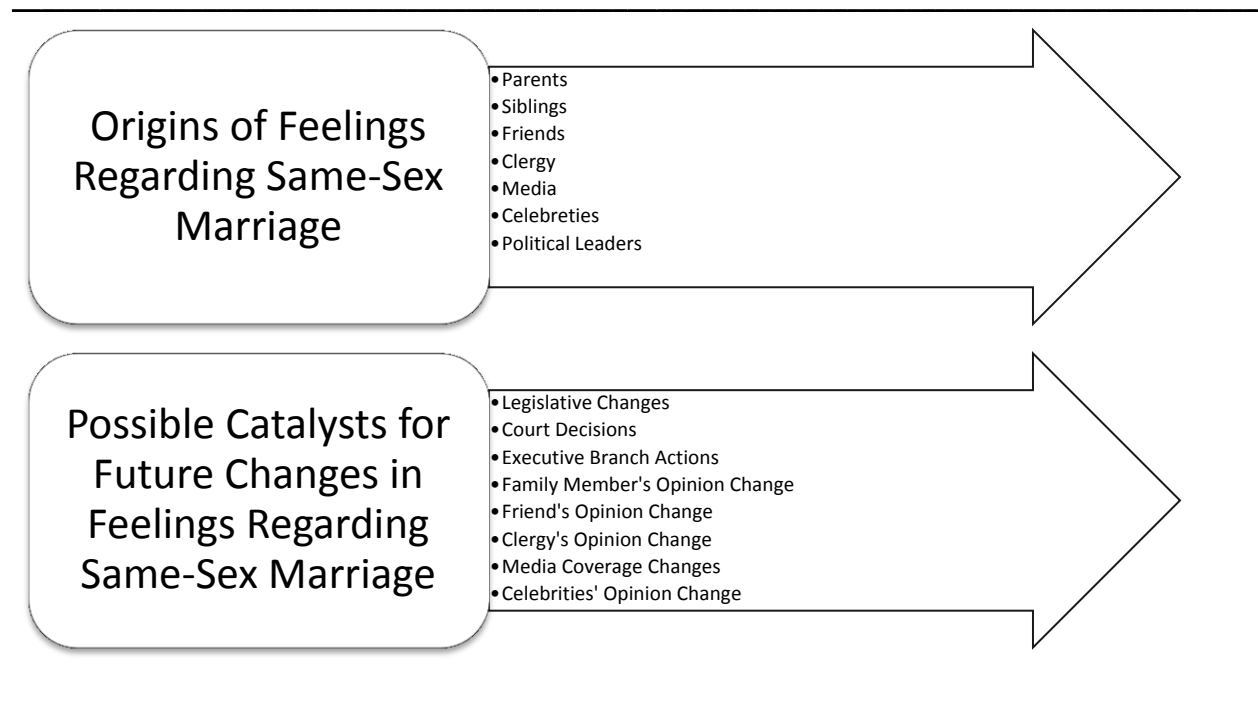 Origins of Feelings
Regarding Same-Sex
Marriage
•Parents
•Siblings
•Friends
•Clergy
•Media
•Celebreties
•Political Leaders
Possible Catalysts for
Future Changes in
Feelings Regarding
Same-Sex Marriage
•Legislative Changes
•Court Decisions
•Executive Branch Actions
•Family Member's Opinion Change
•Friend's Opinion Change
•Clergy's Opinion Change
•Media Coverage Changes
•Celebrities' Opinion Change